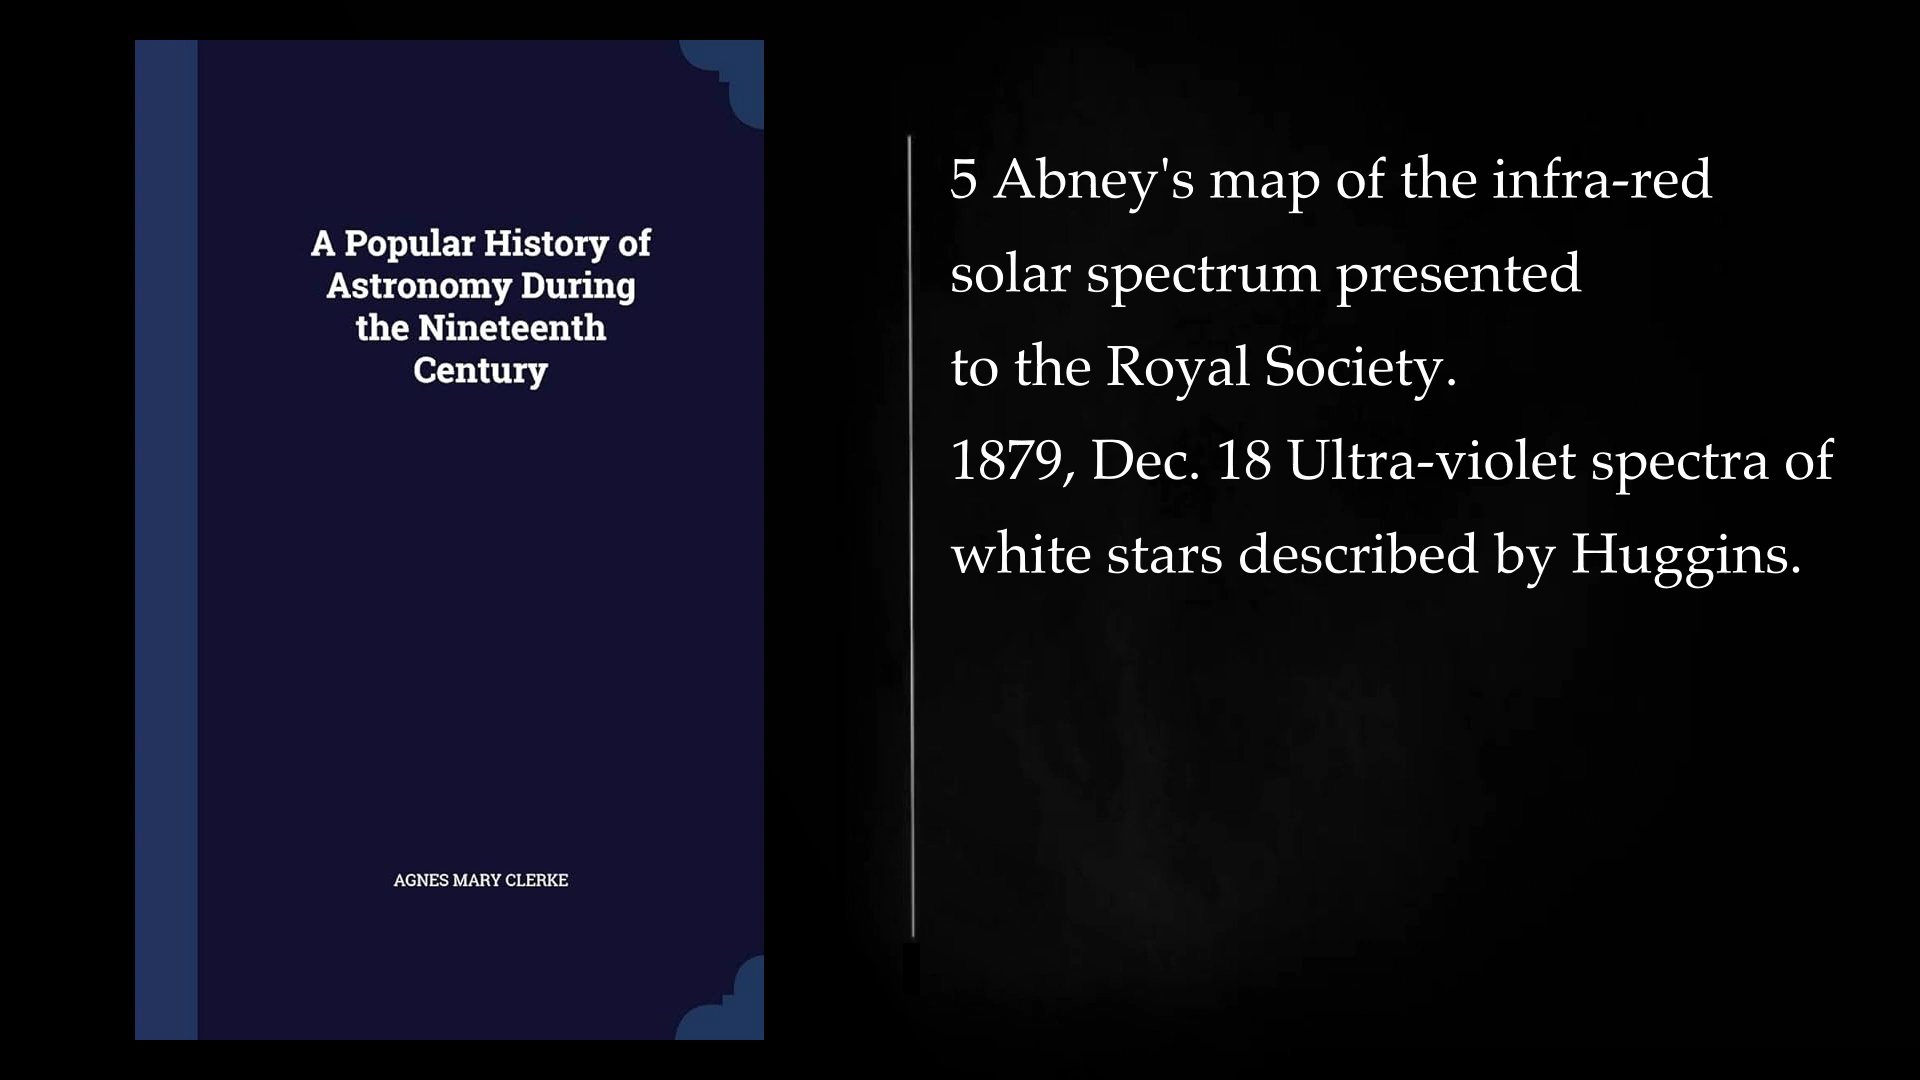 A Popular History of
Astronomy During
the Nineteenth
Century
AGNES MARY CLERKE
5 Abney's map of the infra-red
solar spectrum presented
to the Royal Society.
1879, Dec. 18 Ultra-violet spectra of
white stars described by Huggins.